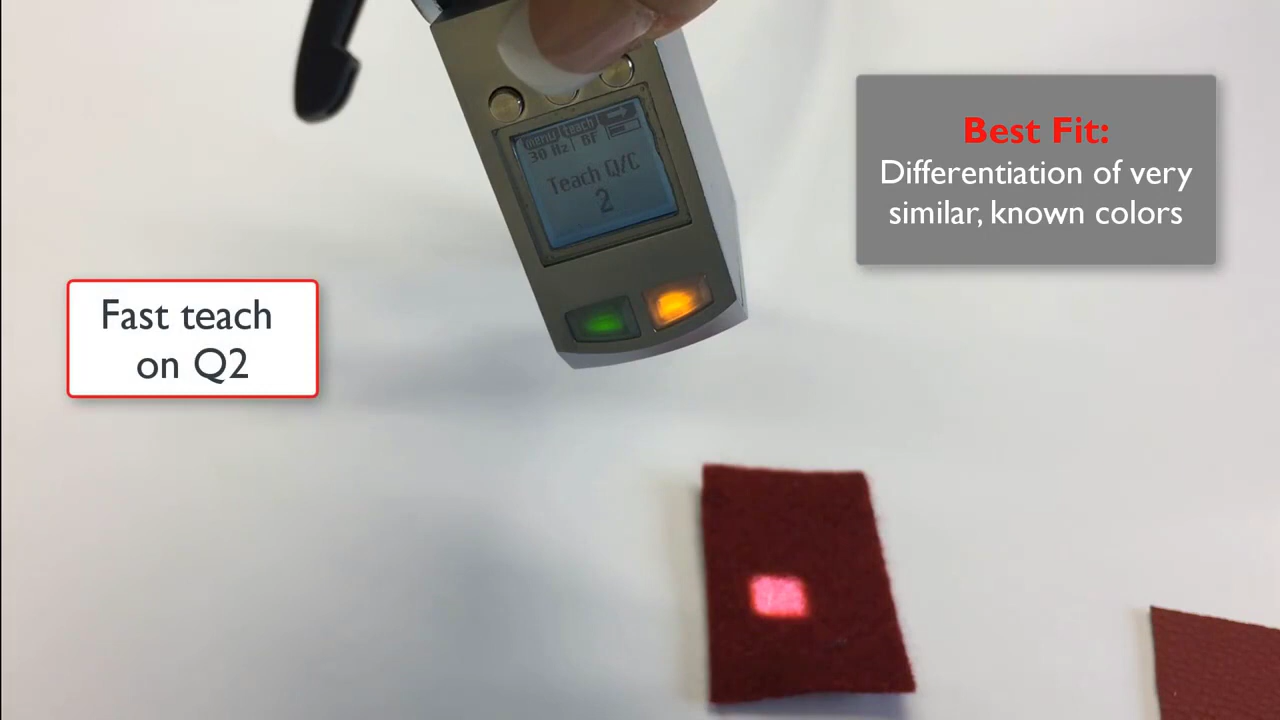 menu teach
30 Hz | BF
Teach Q/C
2
Best Fit:
Differentiation of very
similar, known colors
Fast teach
on Q2